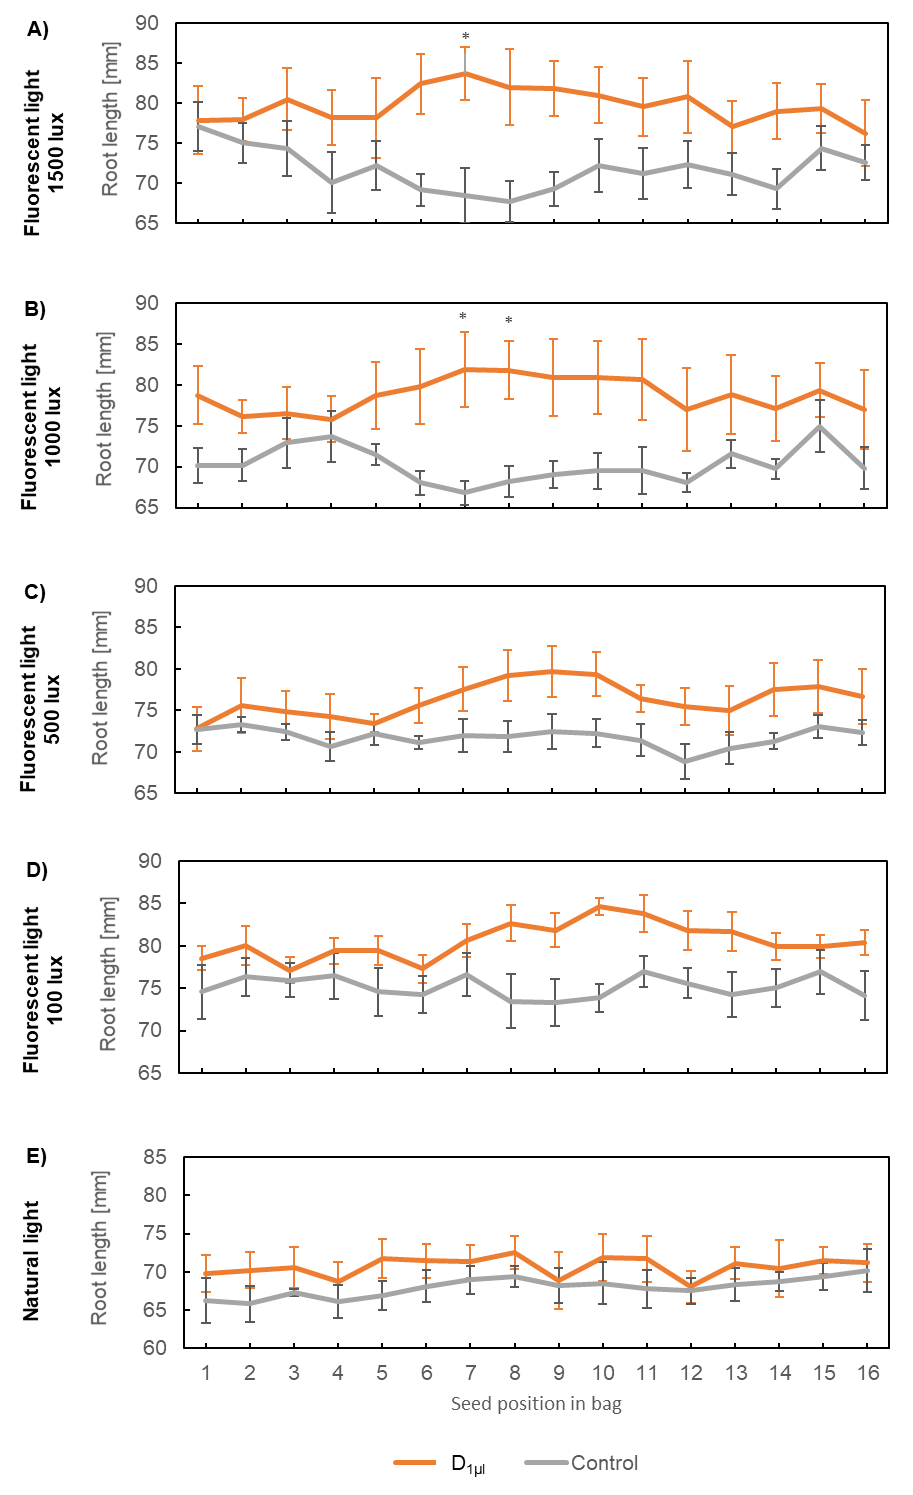 A)
Fluorescent light
1500 lux
Root length [mm]
90
85
80
75
70
65
*
B)
Fluorescent light
1000 lux
Root length [mm]
90
85
80
75
70
65
* *
C)
Fluorescent light
500 lux
Root length [mm]
90
85
80
75
70
65
D)
Fluorescent light
100 lux
Root length [mm]
90
85
80
75
70
65
E)
Natural light
Root length [mm]
85
80
75
70
65
60
1 2 3 4 5 6 7 8 9 10 11 12 13 14 15 16
Seed position in bag
D1µl Control